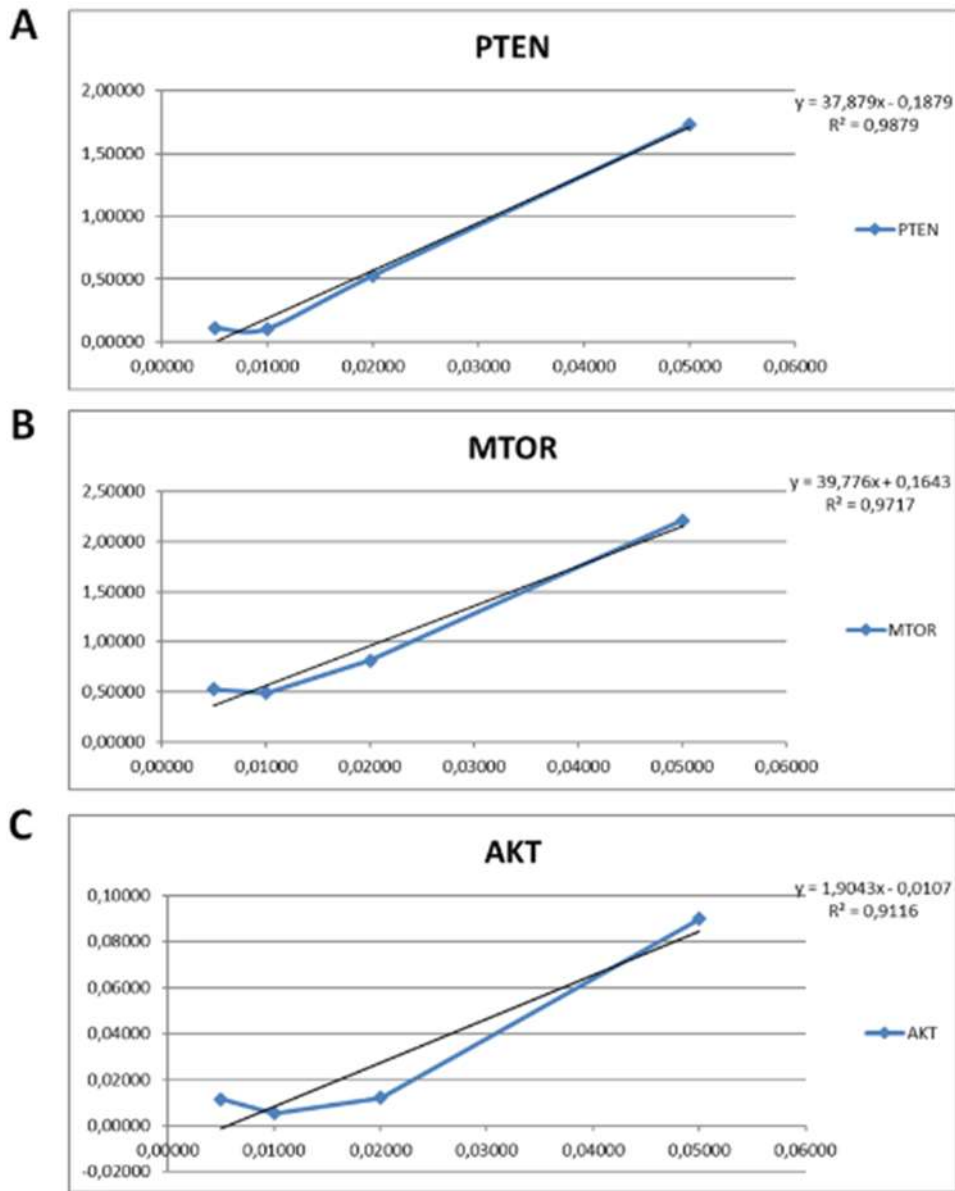 A
PTEN
2,00000
y = 37,879x - 0,1879
R² = 0,9879
1,50000
1,00000
PTEN
0,50000
0,00000
0,00000 0,01000 0,02000 0,03000 0,04000 0,05000 0,06000
B
MTOR
2,50000
y = 39,776x + 0,1643
R² = 0,9717
2,00000
1,50000
1,00000
MTOR
0,50000
0,00000
0,00000 0,01000 0,02000 0,03000 0,04000 0,05000 0,06000
C
AKT
0,10000
y = 1,9043x - 0,0107
R² = 0,9116
0,08000
0,06000
0,04000
AKT
0,02000
0,00000
0,00000 0,01000 0,02000 0,03000 0,04000 0,05000 0,06000
-0,02000